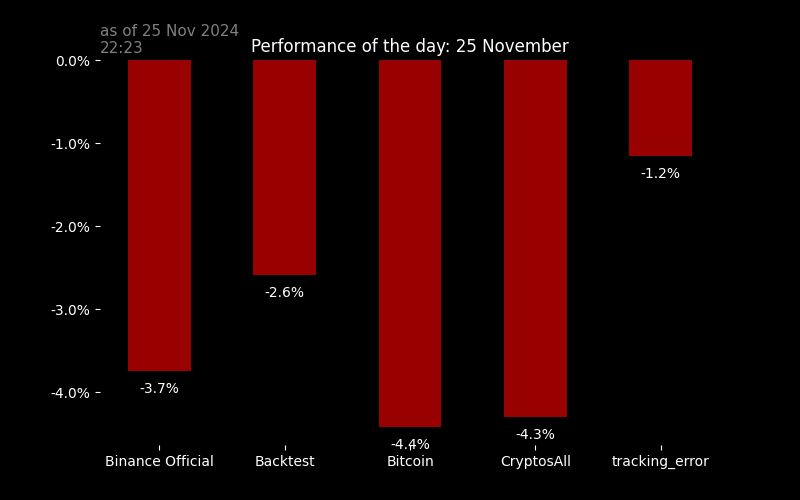 as of 25 Nov 2024
22:23
Performance of the day: 25 November
0.0%
-1.0%
-2.0%
-3.0%
-4.0%
-3.7%
-2.6%
-4.4%
-4.3%
-1.2%
Binance Official
Backtest
Bitcoin
CryptosAll
tracking_error